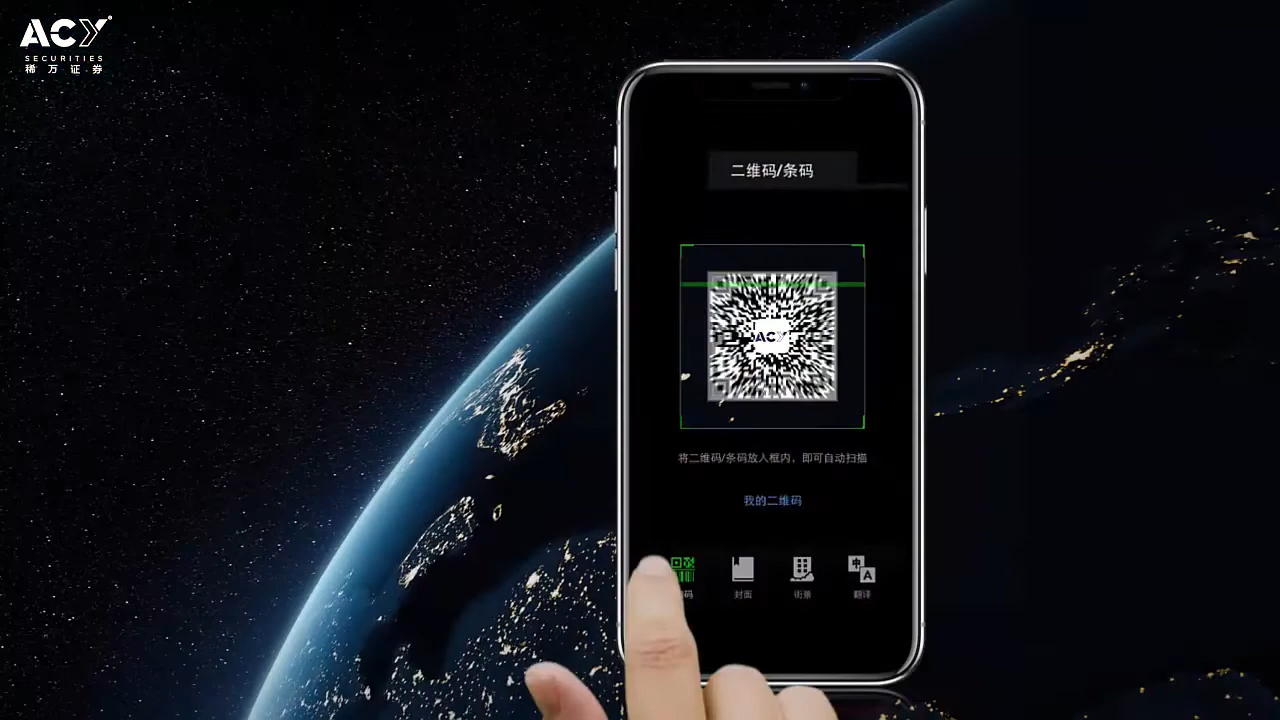 ACY
SECURITIES
稀万证券
二维码/条码
ACY
将二维码/条码放入框内，即可自动扫描
我的二维码
码
封面
街景
翻译